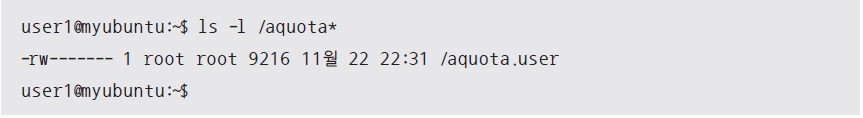 user1@myubuntu:~$ ls -l /aquota*
-rw------- 1 root root 9216 11월 22 22:31 /aquota.user
user1@myubuntu:~$